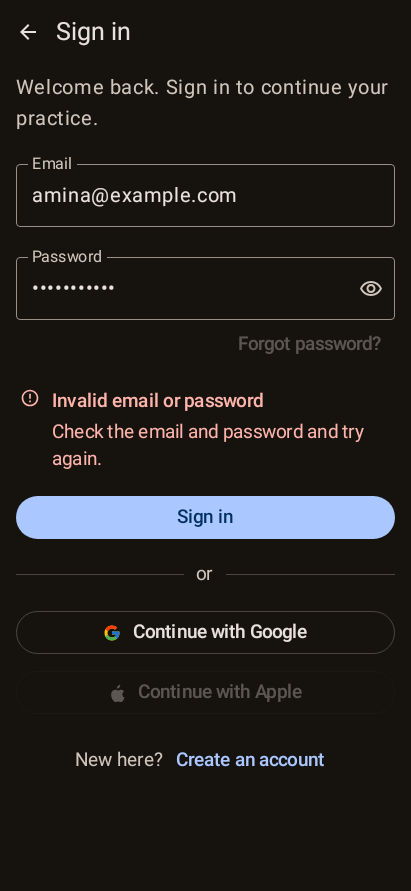 Sign in
Welcome back. Sign in to continue your
practice.
Email
amina@example.com
Password
•••••••••••
Forgot password?
Invalid email or password
Check the email and password and try
again.
Sign in
or
Continue with Google
Continue with Apple
New here? Create an account